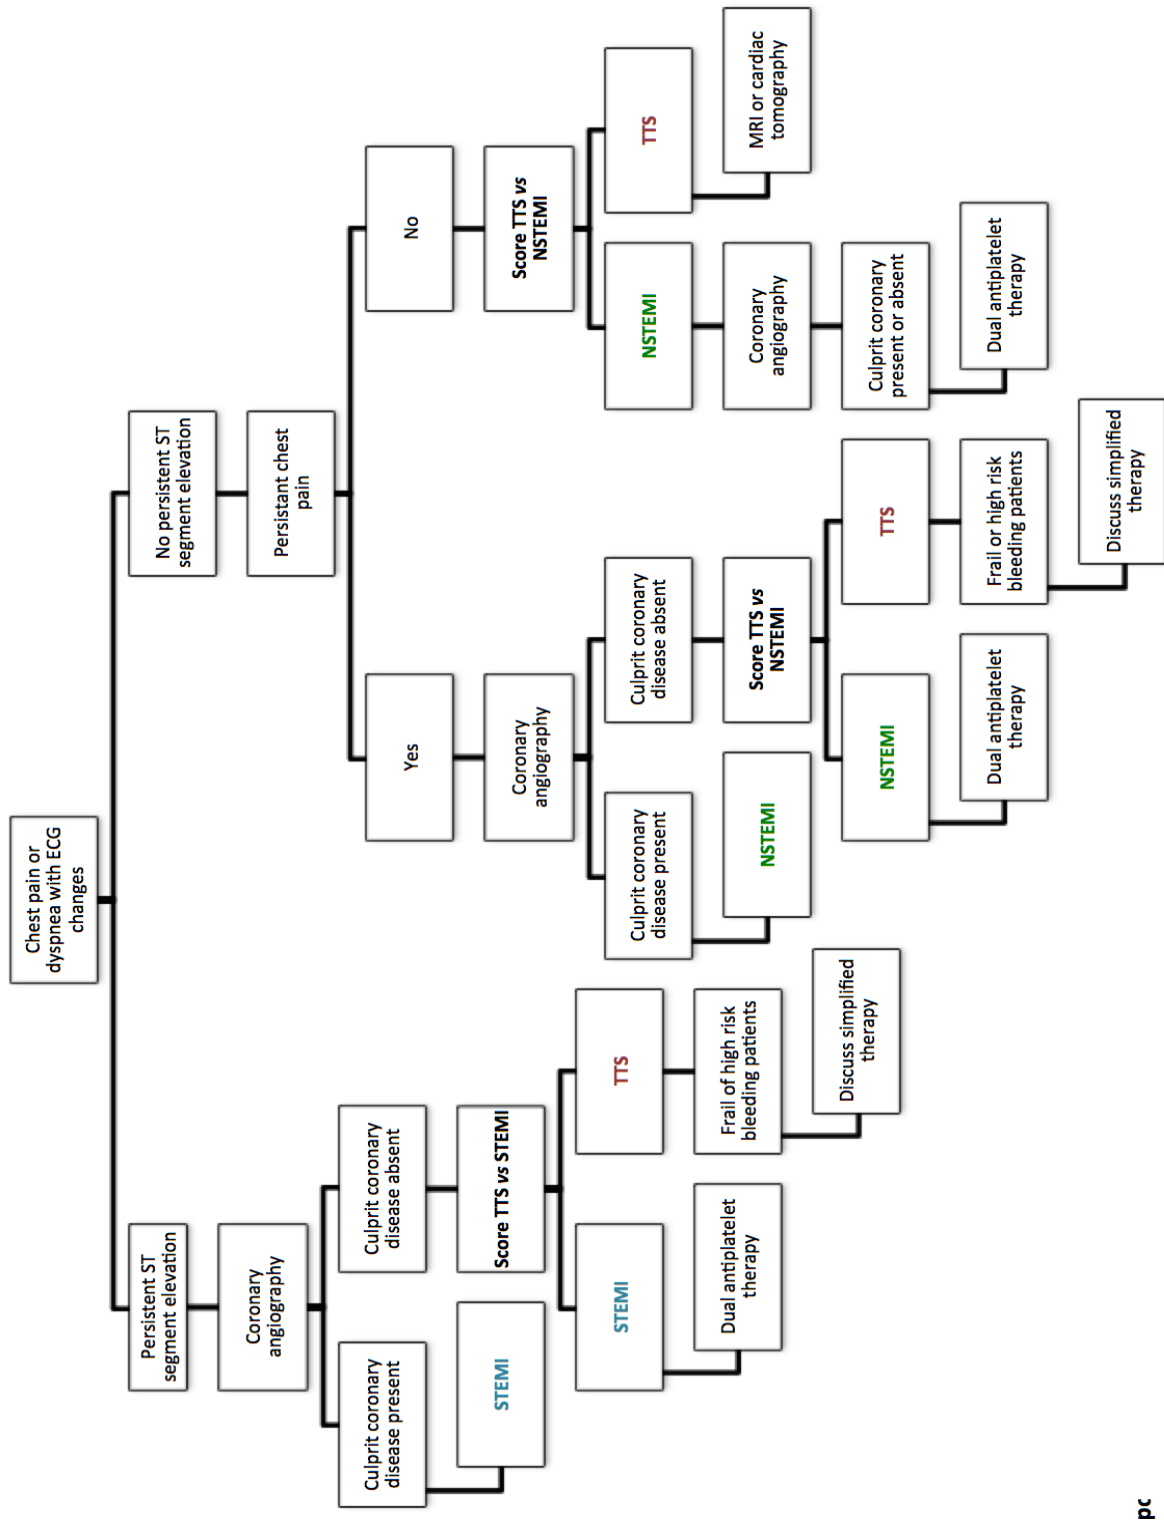 Chest pain or
dyspnea with ECG
changes
Persistent ST
segment elevation
Coronary
angiography
Culprit coronary
disease present
STEMI
Culprit coronary
disease absent
Score TTS vs STEMI
STEMI
Dual antiplatelet
therapy
TTS
Frail of high risk
bleeding patients
Discuss simplified
therapy
No persistent ST
segment elevation
Persistant chest
pain
Yes
Coronary
angiography
Culprit coronary
disease present
NSTEMI
Culprit coronary
disease absent
Score TTS vs
NSTEMI
NSTEMI
Dual antiplatelet
therapy
TTS
Frail or high risk
bleeding patients
Discuss simplified
therapy
No
Score TTS vs
NSTEMI
NSTEMI
Coronary
angiography
Culprit coronary
present or absent
Dual antiplatelet
therapy
TTS
MRI or cardiac
tomography